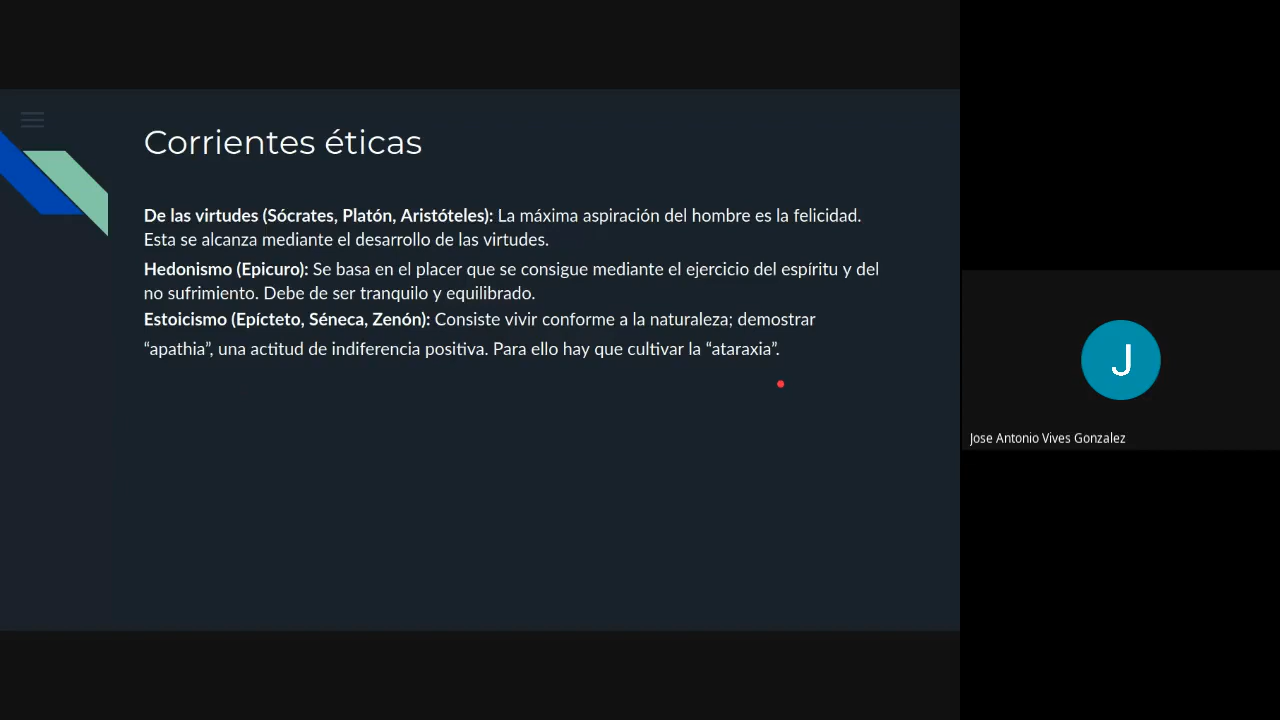 Corrientes éticas
De las virtudes (Sócrates, Platón, Aristóteles): La máxima aspiración del hombre es la felicidad.
Esta se alcanza mediante el desarrollo de las virtudes.
Hedonismo (Epicuro): Se basa en el placer que se consigue mediante el ejercicio del espíritu y del
no sufrimiento. Debe de ser tranquilo y equilibrado.
Estoicismo (Epícteto, Séneca, Zenón): Consiste vivir conforme a la naturaleza; demostrar
“apathia”, una actitud de indiferencia positiva. Para ello hay que cultivar la “ataraxia”.
J
Jose Antonio Vives Gonzalez